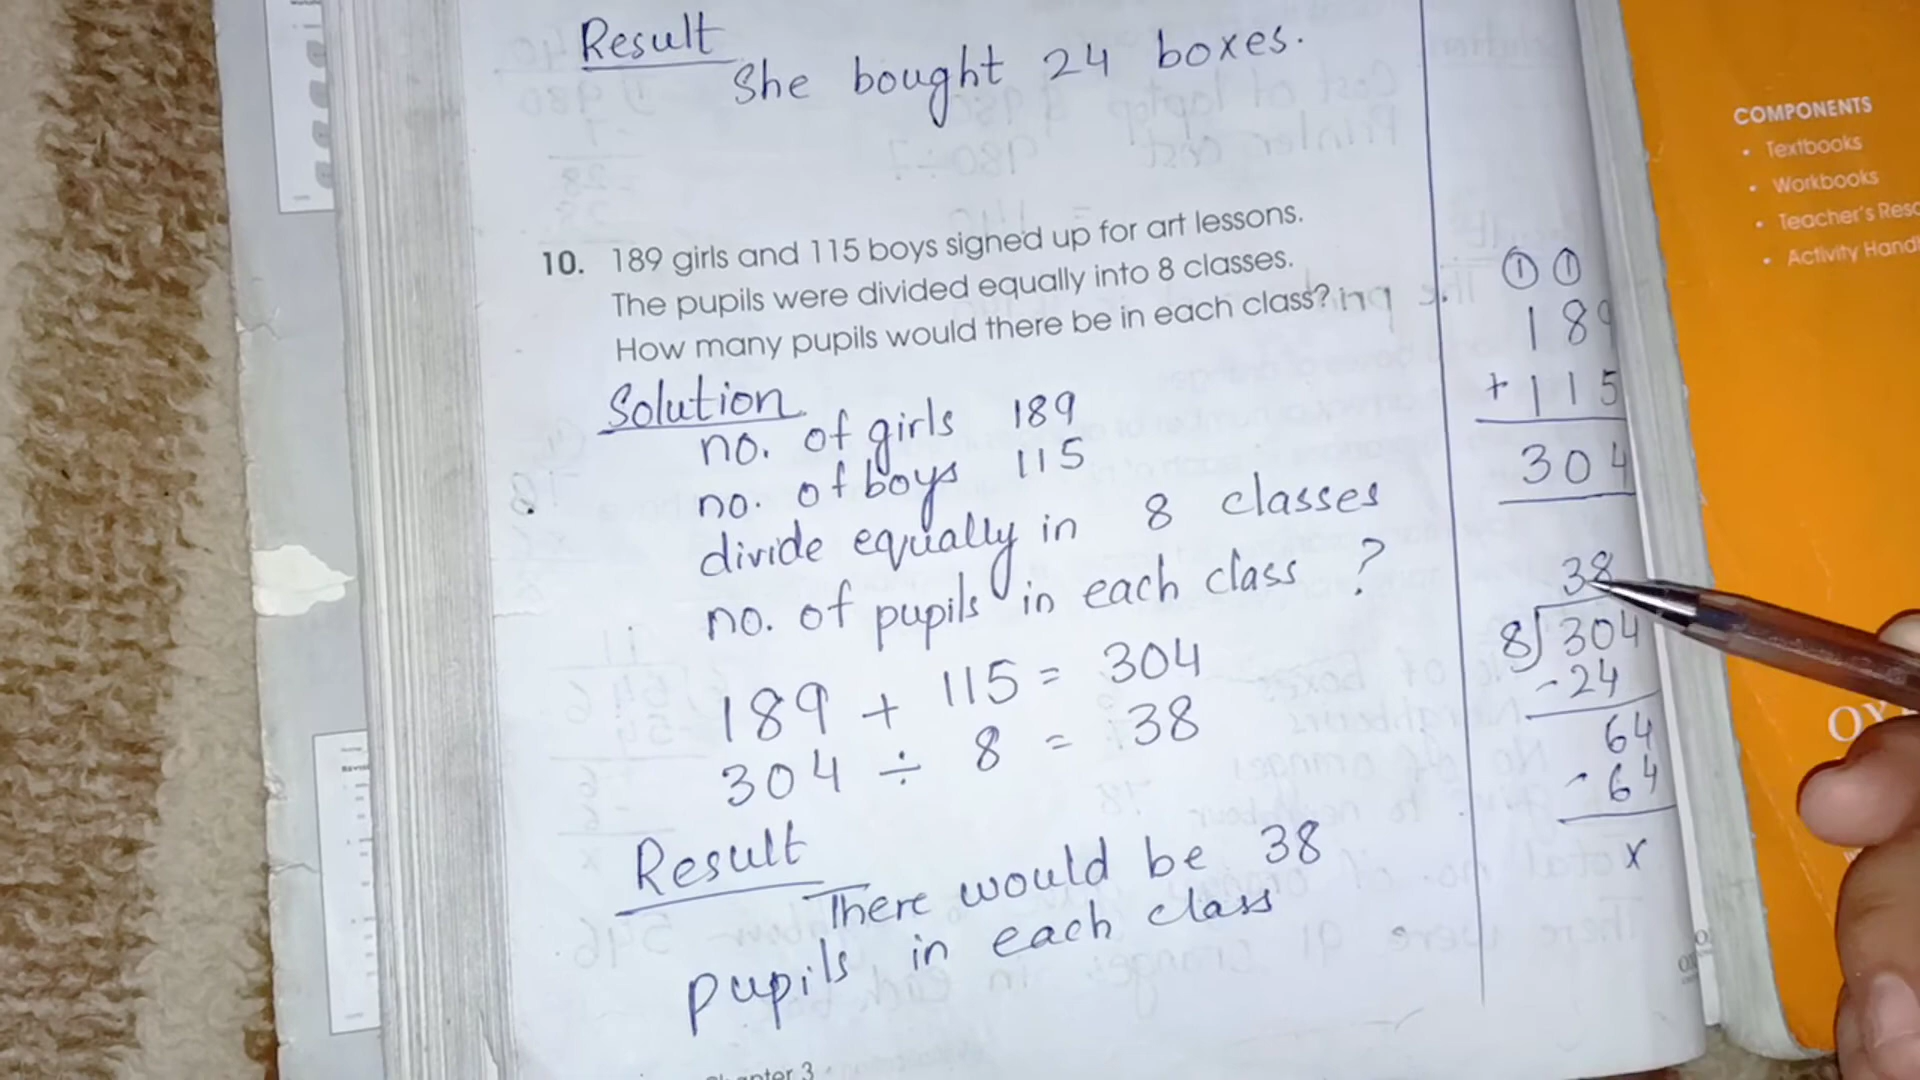 Result
She bought 24 boxes.
10. 189 girls and 115 boys signed up for art lessons.
The pupils were divided equally into 8 classes.
How many pupils would there be in each class?
Solution
no. of girls 189
no. of boys 115
divide equally in 8 classes
no. of pupils in each class ?
189 + 115 = 304
304 ÷ 8 = 38
Result
There would be 38
pupils in each class
1 1
189
+ 115
304
38
8)304
- 24
64
- 64
x
COMPONENTS
• Textbooks
• Workbooks
• Teacher's
• Activity